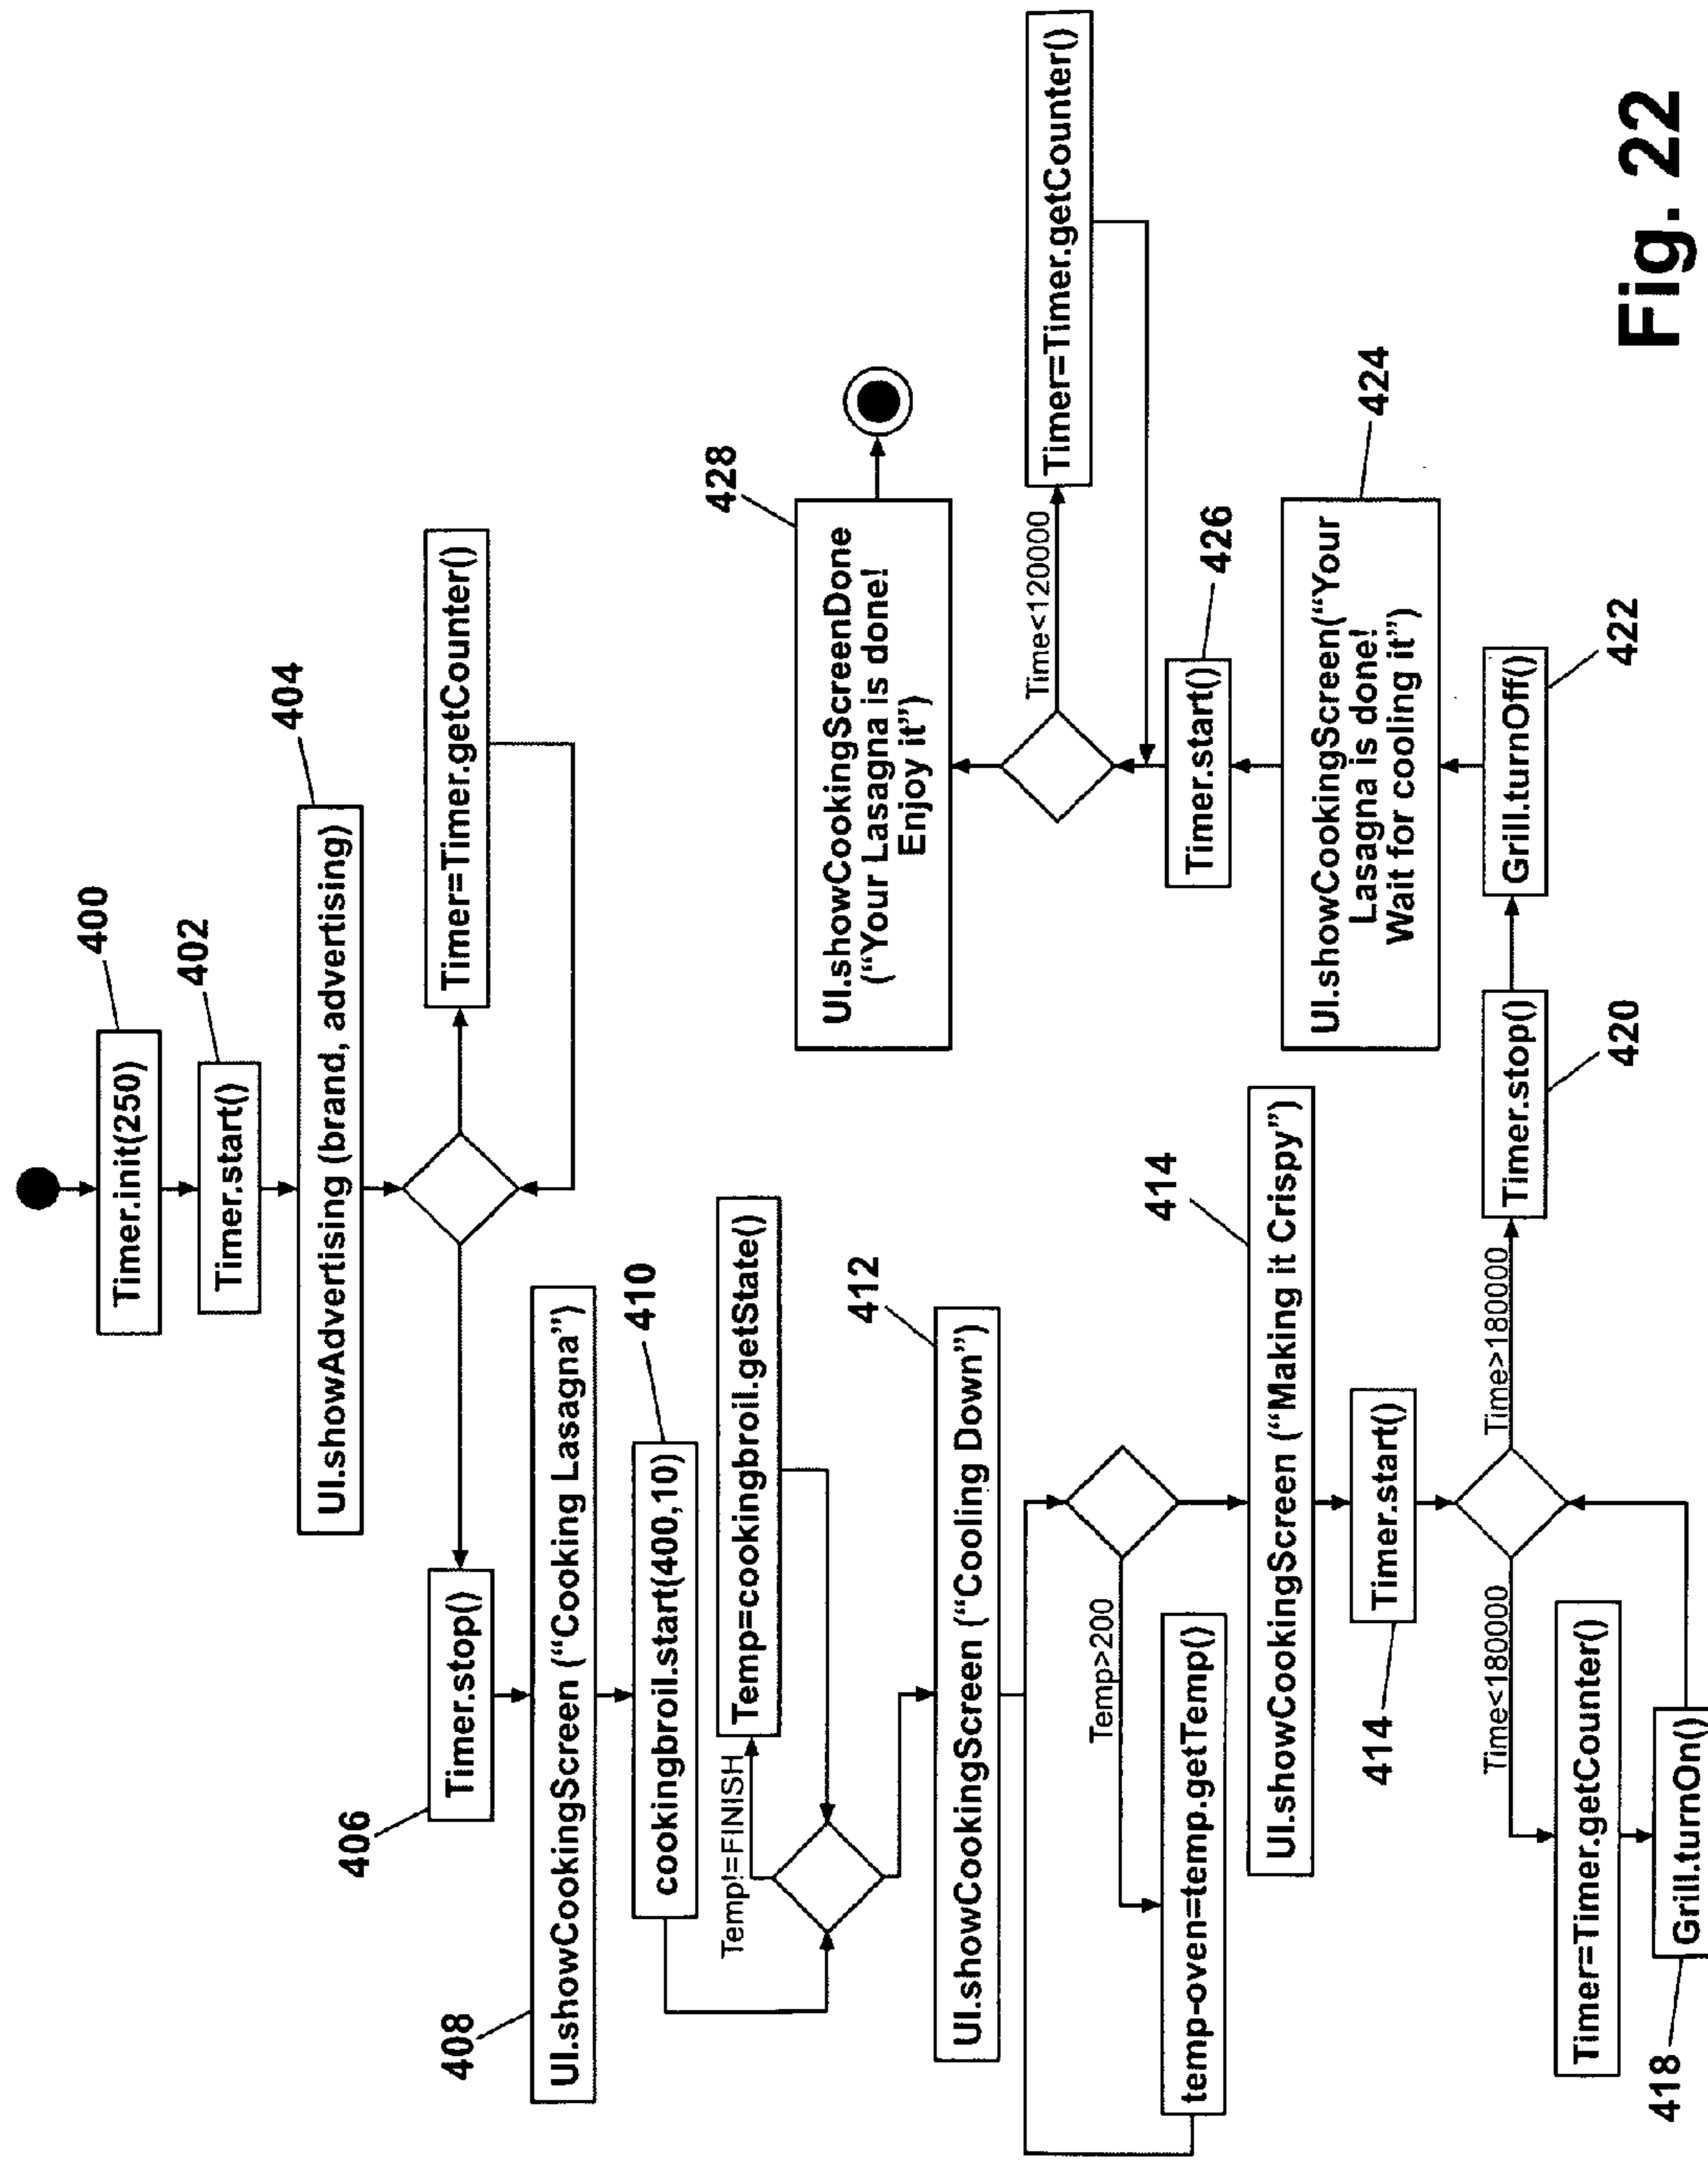 400
Timer.init(250)
402
Timer.start()
404
UI.showAdvertising (brand, advertising)
Timer=Timer.getCounter()
406
Timer.stop()
408
UI.showCookingScreen (“Cooking Lasagna”)
410
cookingbroil.start(400,10)
Temp!=FINISH
Temp=cookingbroil.getState()
412
UI.showCookingScreen (“Cooling Down”)
Temp>200
temp-oven=temp.getTemp()
414
UI.showCookingScreen (“Making it Crispy”)
414
Timer.start()
Time<180000
Time>180000
Timer=Timer.getCounter()
418
Grill.turnOn()
Timer.stop()
420
Grill.turnOff()
422
UI.showCookingScreen(“Your
Lasagna is done!
Wait for cooling it”)
424
Timer.start()
426
Time<120000
Timer=Timer.getCounter()
428
UI.showCookingScreenDone
(“Your Lasagna is done!
Enjoy it”)
Fig. 22